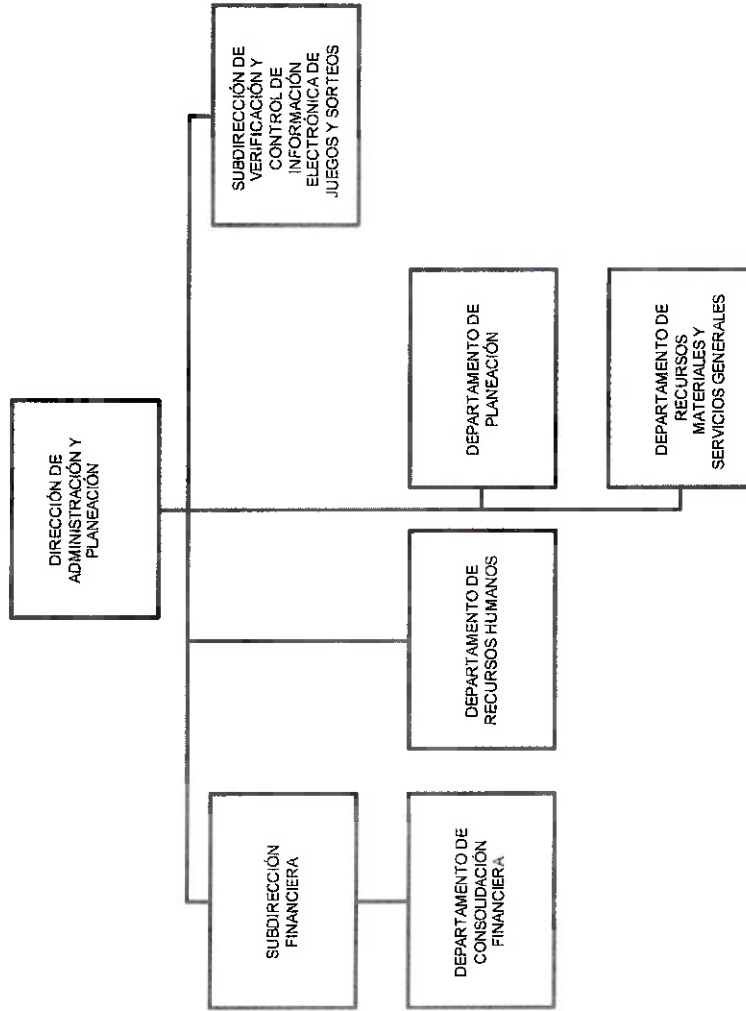 DIRECCIÓN DE
ADMINISTRACIÓN Y
PLANEACIÓN
SUBDIRECCIÓN
FINANCIERA
SUBDIRECCIÓN DE
VERIFICACIÓN Y
CONTROL DE
INFORMACIÓN
ELECTRÓNICA DE
JUEGOS Y SORTEOS
DEPARTAMENTO DE
CONSOLIDACIÓN
FINANCIERA
DEPARTAMENTO DE
RECURSOS HUMANOS
DEPARTAMENTO DE
PLANEACIÓN
DEPARTAMENTO DE
RECURSOS
MATERIALES Y
SERVICIOS GENERALES